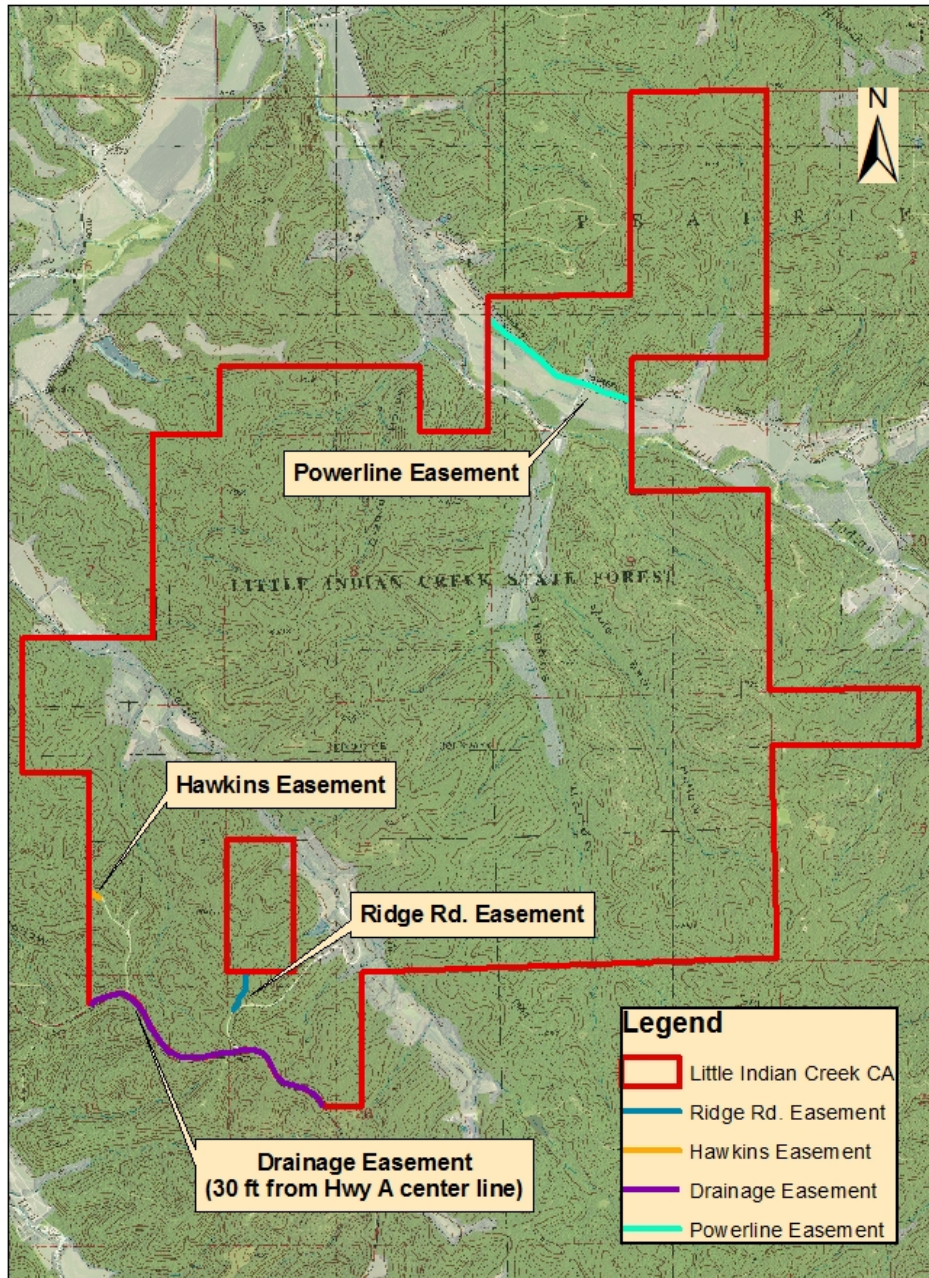 N
P R A I R I E
Powerline Easement
LITTLE INDIAN CREEK STATE FOREST
Indian
Hawkins Easement
Ridge Rd. Easement
Drainage Easement
(30 ft from Hwy A center line)
Legend
Little Indian Creek CA
Ridge Rd. Easement
Hawkins Easement
Drainage Easement
Powerline Easement